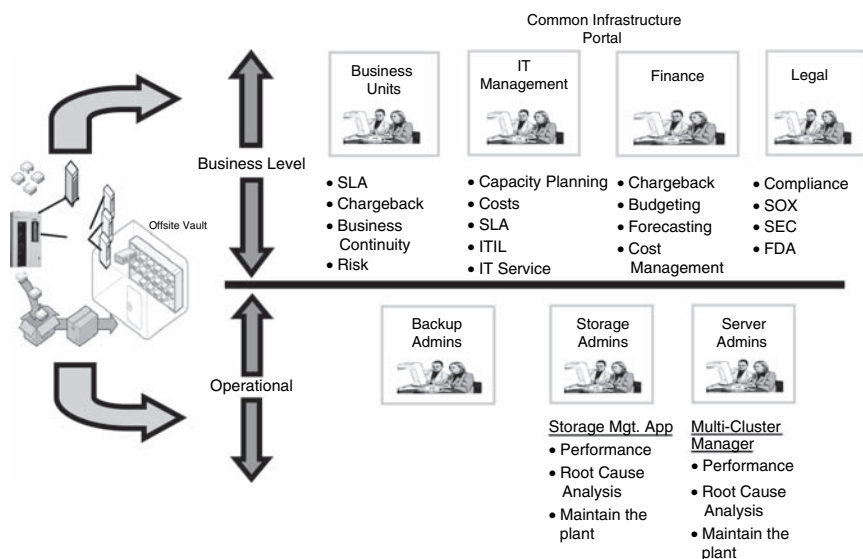 Common Infrastructure
Portal
Business
Units
IT
Management
Finance
Legal
Business Level
• SLA
• Chargeback
• Business
Continuity
• Risk
• Capacity Planning
• Costs
• SLA
• ITIL
• IT Service
• Chargeback
• Budgeting
• Forecasting
• Cost
Management
• Compliance
• SOX
• SEC
• FDA
Offsite Vault
Operational
Backup
Admins
Storage
Admins
Server
Admins
Storage Mgt. App
• Performance
• Root Cause
Analysis
• Maintain the
plant
Multi-Cluster
Manager
• Performance
• Root Cause
Analysis
• Maintain the
plant